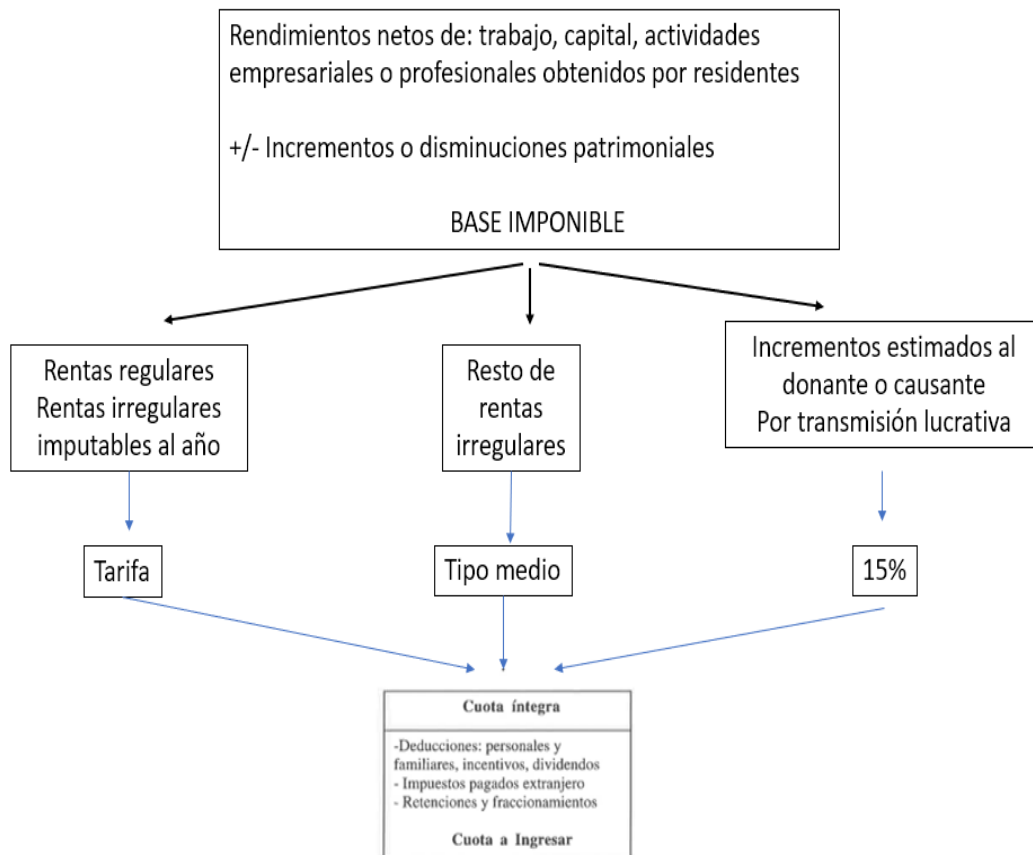 Rendimientos netos de: trabajo, capital, actividades
empresariales o profesionales obtenidos por residentes
+/- Incrementos o disminuciones patrimoniales
BASE IMPONIBLE
Rentas regulares
Rentas irregulares
imputables al año
Resto de
rentas
irregulares
Incrementos estimados al
donante o causante
Por transmisión lucrativa
Tarifa
Tipo medio
15%
Cuota íntegra
-Deducciones: personales y
familiares, incentivos, dividendos
- Impuestos pagados extranjero
- Retenciones y fraccionamientos
Cuota a Ingresar